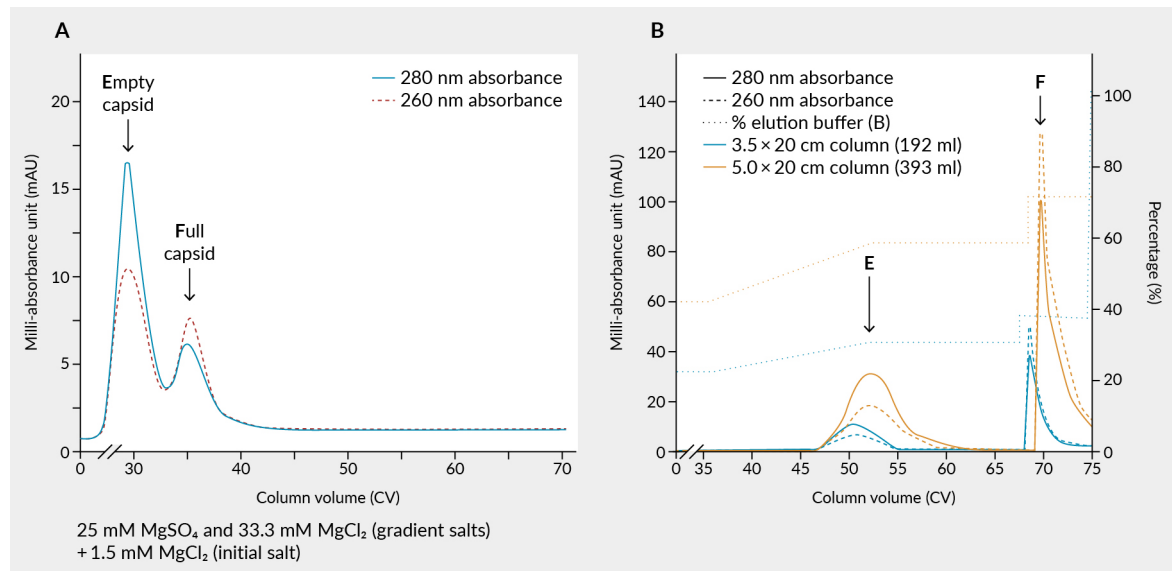 A
Empty
capsid
Full
capsid
280 nm absorbance
260 nm absorbance
20
15
10
5
0
Milli-absorbance unit (mAU)
0
30
40
50
60
70
Column volume (CV)
25 mM MgSO₄ and 33.3 mM MgCl₂ (gradient salts)
+ 1.5 mM MgCl₂ (initial salt)
B
280 nm absorbance
260 nm absorbance
% elution buffer (B)
3.5 × 20 cm column (192 ml)
5.0 × 20 cm column (393 ml)
E
F
140
120
100
80
60
40
20
0
Milli-absorbance unit (mAU)
100
80
60
40
20
0
Percentage (%)
0
35
40
45
50
55
60
65
70
75
Column volume (CV)